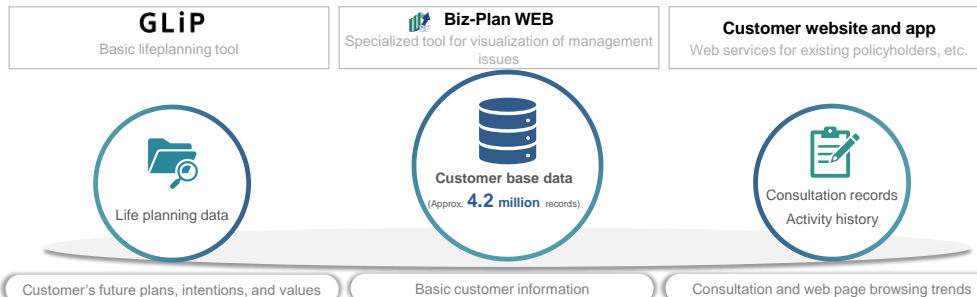 GLiP
Basic lifeplanning tool
Biz-Plan WEB
Specialized tool for visualization of management
issues
Customer website and app
Web services for existing policyholders, etc.
Life planning data
Customer base data
(Approx. 4.2 million records)
Consultation records
Activity history
Customer's future plans, intentions, and values
Basic customer information
Consultation and web page browsing trends